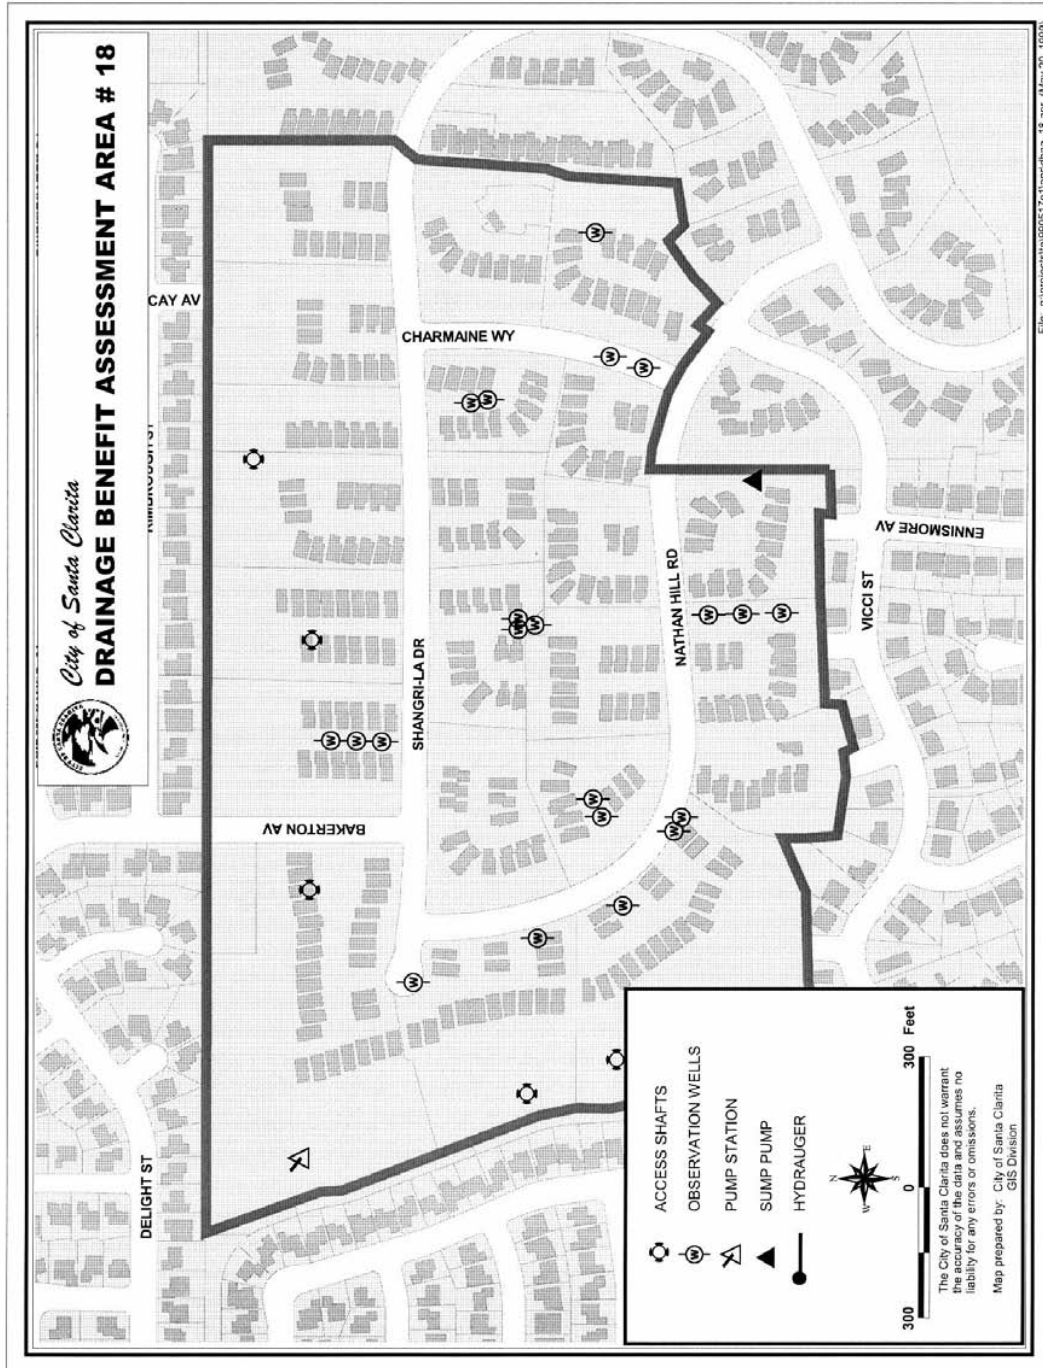 City of Santa Clarita
DRAINAGE BENEFIT ASSESSMENT AREA # 18
CAY AV
CHARMAINE WY
SHANGRI-LA DR
BAKERTON AV
NATHAN HILL RD
ENNISMORE AV
VICCI ST
DELIGHT ST
ACCESS SHAFTS
OBSERVATION WELLS
PUMP STATION
SUMP PUMP
HYDRAUGER
N
E
S
W
300 0 300 Feet
The City of Santa Clarita does not warrant
the accuracy of the data and assumes no
liability for any errors or omissions.
Map prepared by: City of Santa Clarita
GIS Division